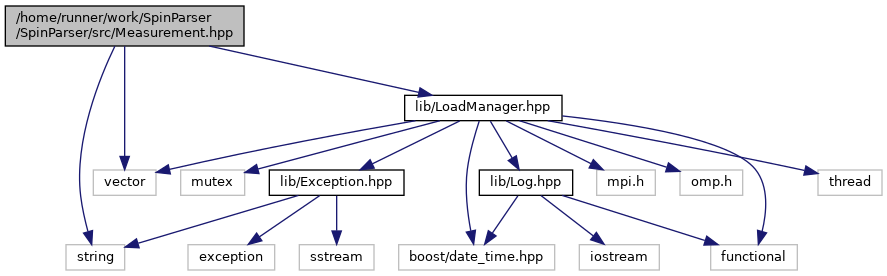 /home/runner/work/SpinParser
/SpinParser/src/Measurement.hpp
lib/LoadManager.hpp
vector
mutex
lib/Exception.hpp
lib/Log.hpp
mpi.h
omp.h
thread
string
exception
sstream
boost/date_time.hpp
iostream
functional